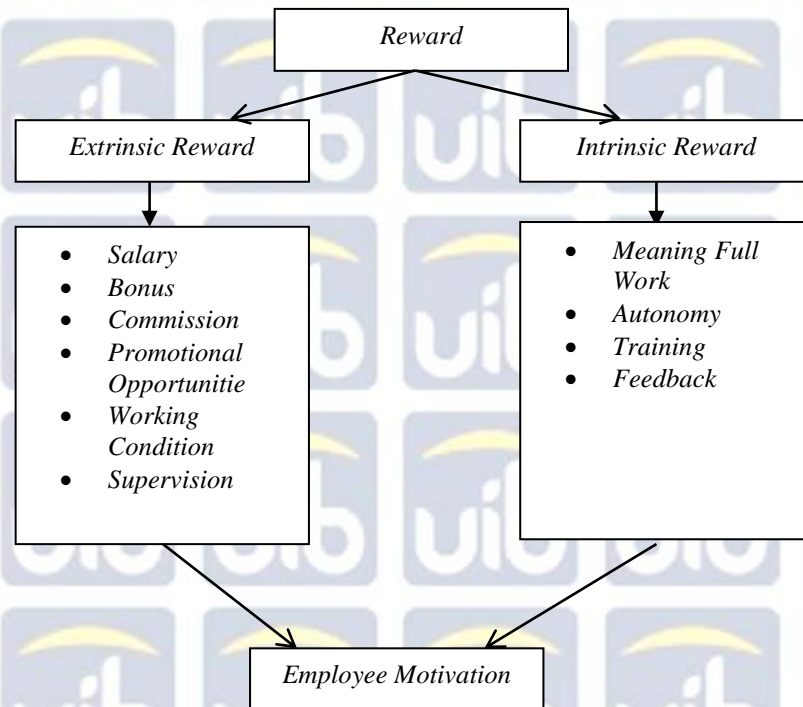 Reward
Extrinsic Reward
Intrinsic Reward
• Salary
• Bonus
• Commission
• Promotional
Opportunitie
• Working
Condition
• Supervision
• Meaning Full
Work
• Autonomy
• Training
• Feedback
Employee Motivation
uib